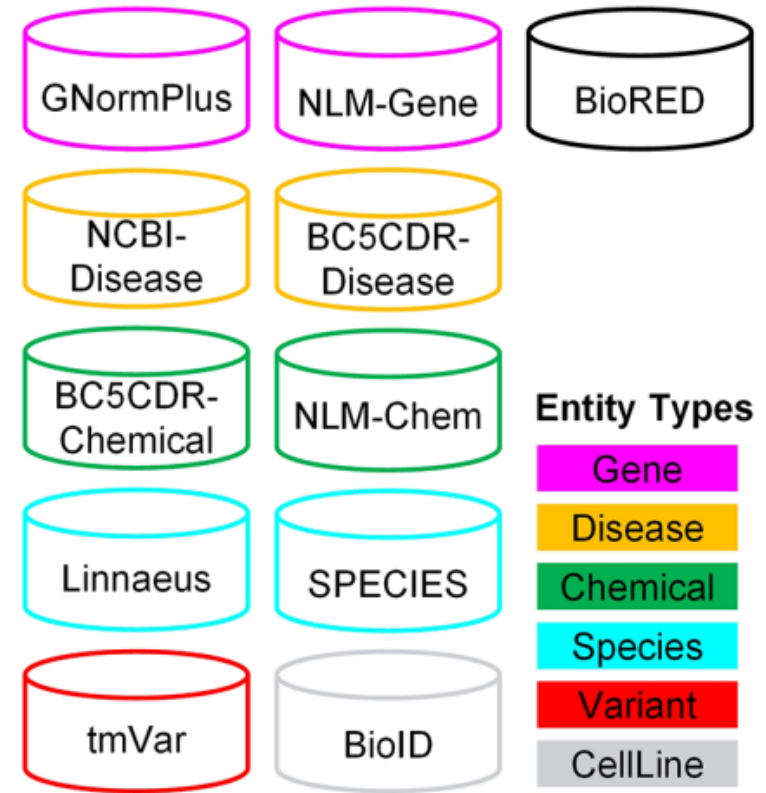 GNormPlus
NLM-Gene
BioRED
NCBI-
Disease
BC5CDR-
Disease
BC5CDR-
Chemical
NLM-Chem
Linnaeus
SPECIES
tmVar
BioID
Entity Types
Gene
Disease
Chemical
Species
Variant
CellLine